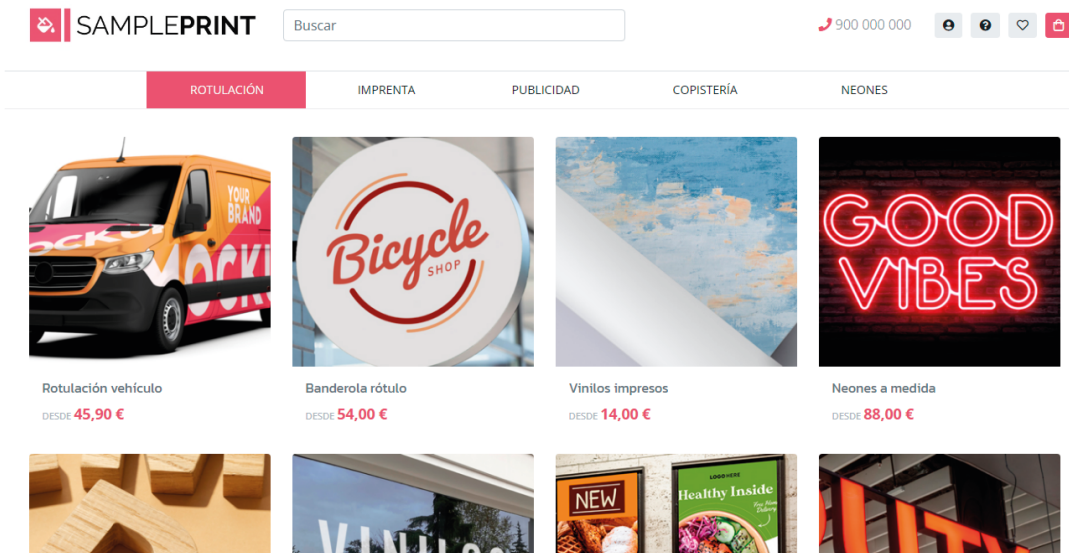 SAMPLEPRINT
Buscar
900 000 000
ROTULACIÓN
IMPRENTA
PUBLICIDAD
COPISTERÍA
NEONES
YOUR
BRAND
Bicycle
SHOP
GOOD
VIBES
Rotulación vehículo
DESDE 45,90 €
Banderola rótulo
DESDE 54,00 €
Vinilos impresos
DESDE 14,00 €
Neones a medida
DESDE 88,00 €
NEW
LOGO HERE
Healthy Inside